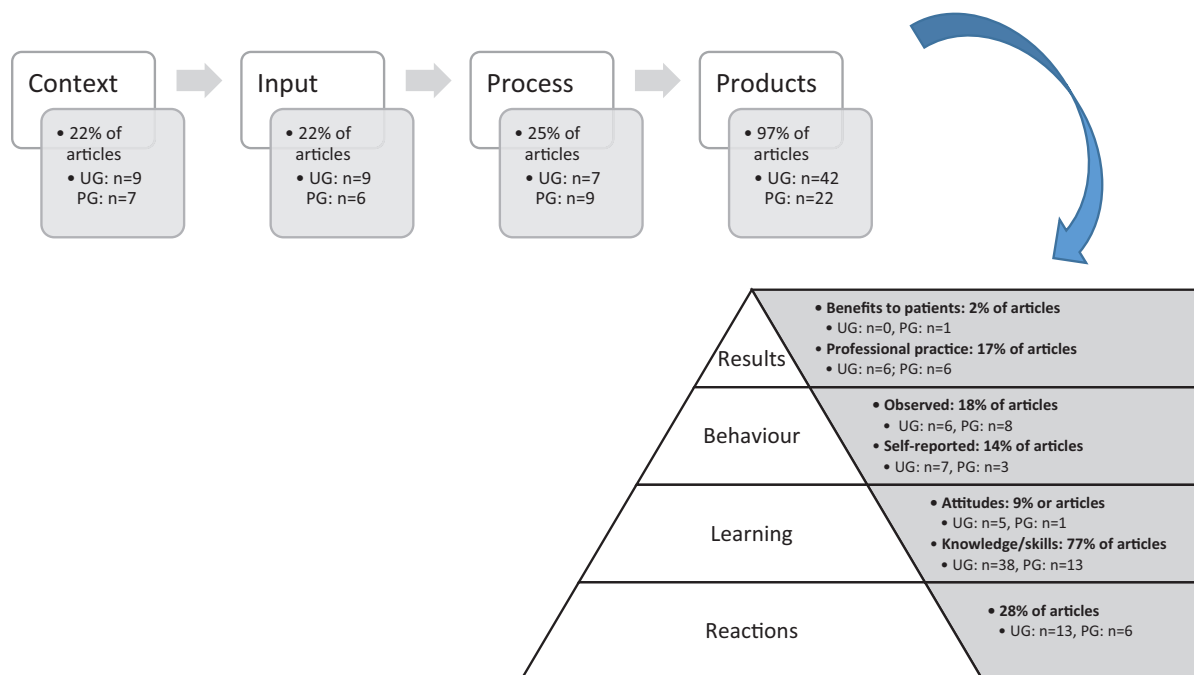 Context
• 22% of
articles
• UG: n=9
PG: n=7
Input
• 22% of
articles
• UG: n=9
PG: n=6
Process
• 25% of
articles
• UG: n=7
PG: n=9
Products
• 97% of
articles
• UG: n=42
PG: n=22
Results
• Benefits to patients: 2% of articles
• UG: n=0, PG: n=1
• Professional practice: 17% of articles
• UG: n=6; PG: n=6
Behaviour
• Observed: 18% of articles
• UG: n=6, PG: n=8
• Self-reported: 14% of articles
• UG: n=7, PG: n=3
Learning
• Attitudes: 9% or articles
• UG: n=5, PG: n=1
• Knowledge/skills: 77% of articles
• UG: n=38, PG: n=13
Reactions
• 28% of articles
• UG: n=13, PG: n=6